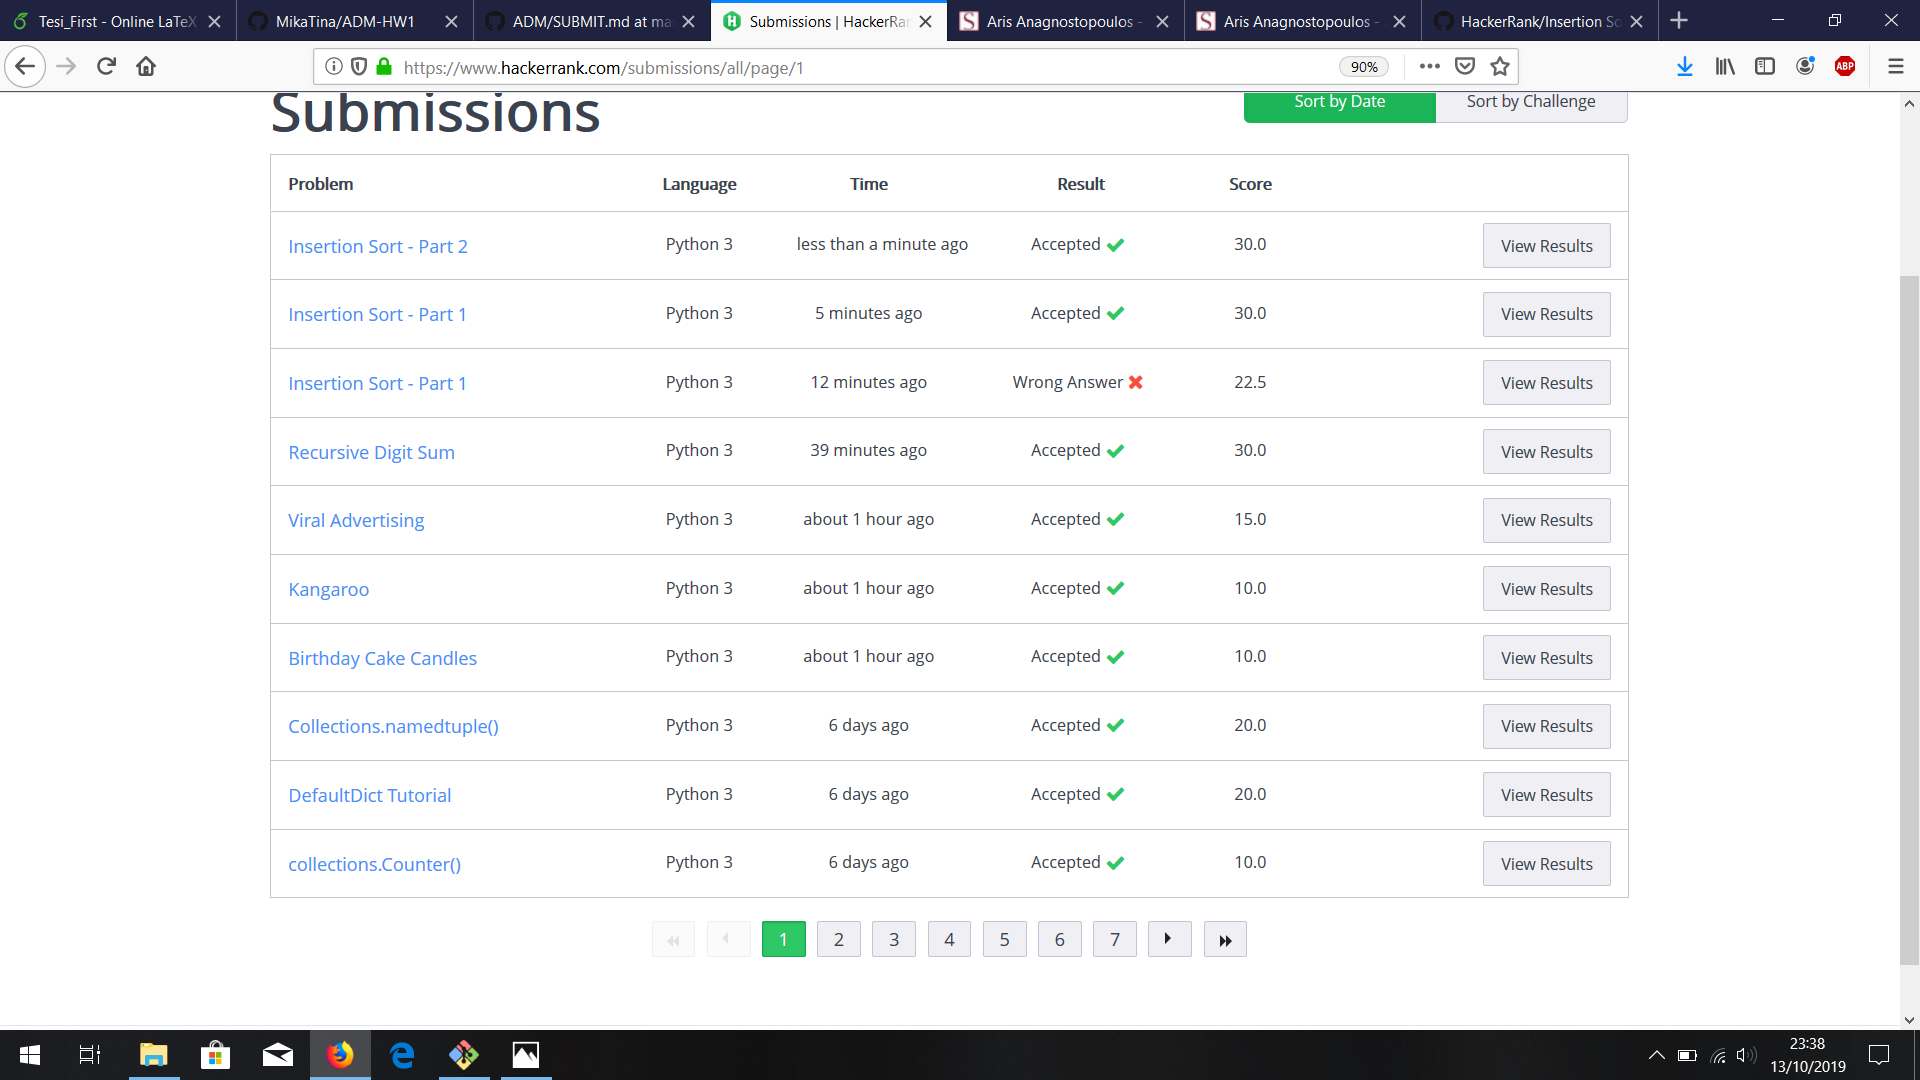 Tesi_First - Online LaTeX
MikaTina/ADM-HW1
ADM/SUBMIT.md at ma
Submissions | HackerRan
Aris Anagnostopoulos -
Aris Anagnostopoulos -
HackerRank/Insertion So
https://www.hackerrank.com/submissions/all/page/1
90%
ABP
Submissions
Sort by Date
Sort by Challenge
Problem Language Time Result Score
Insertion Sort - Part 2 Python 3 less than a minute ago Accepted 30.0 View Results
Insertion Sort - Part 1 Python 3 5 minutes ago Accepted 30.0 View Results
Insertion Sort - Part 1 Python 3 12 minutes ago Wrong Answer 22.5 View Results
Recursive Digit Sum Python 3 39 minutes ago Accepted 30.0 View Results
Viral Advertising Python 3 about 1 hour ago Accepted 15.0 View Results
Kangaroo Python 3 about 1 hour ago Accepted 10.0 View Results
Birthday Cake Candles Python 3 about 1 hour ago Accepted 10.0 View Results
Collections.namedtuple() Python 3 6 days ago Accepted 20.0 View Results
DefaultDict Tutorial Python 3 6 days ago Accepted 20.0 View Results
collections.Counter() Python 3 6 days ago Accepted 10.0 View Results
1 2 3 4 5 6 7
23:38
13/10/2019